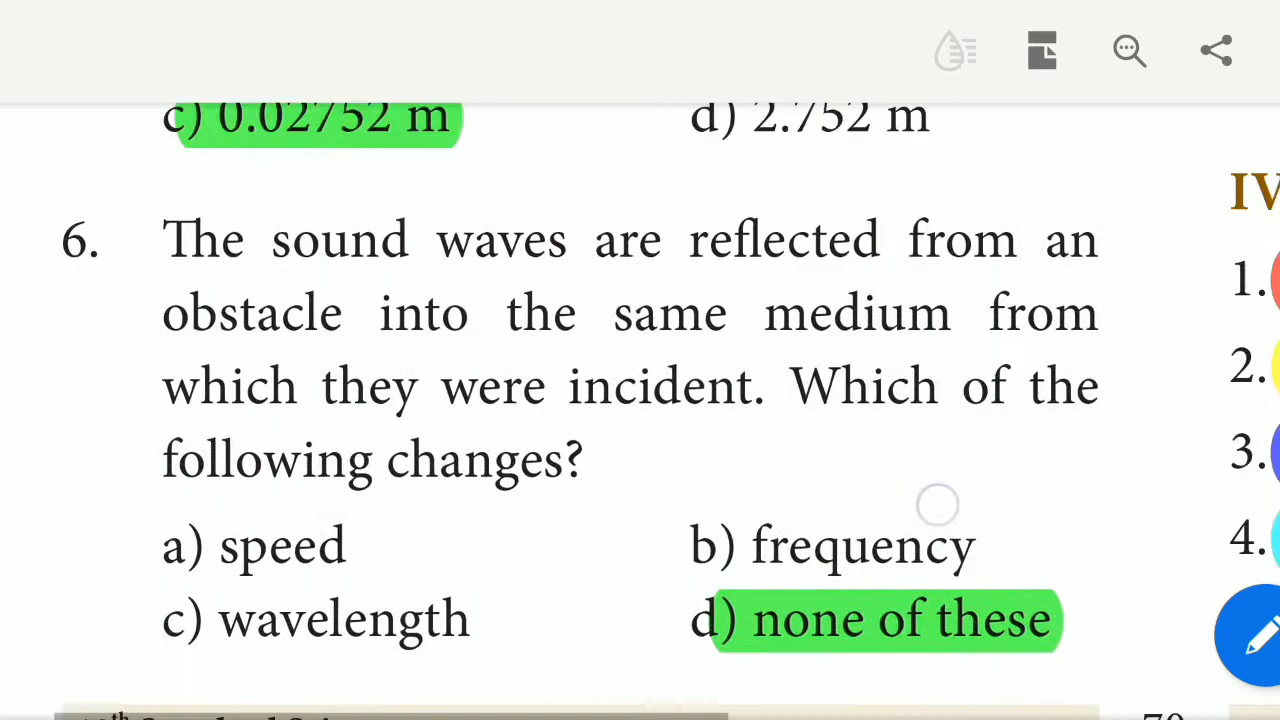 c) 0.02752 m d) 2.752 m
6. The sound waves are reflected from an
obstacle into the same medium from
which they were incident. Which of the
following changes?
a) speed b) frequency
c) wavelength d) none of these
IV
1.
2.
3.
4.
70